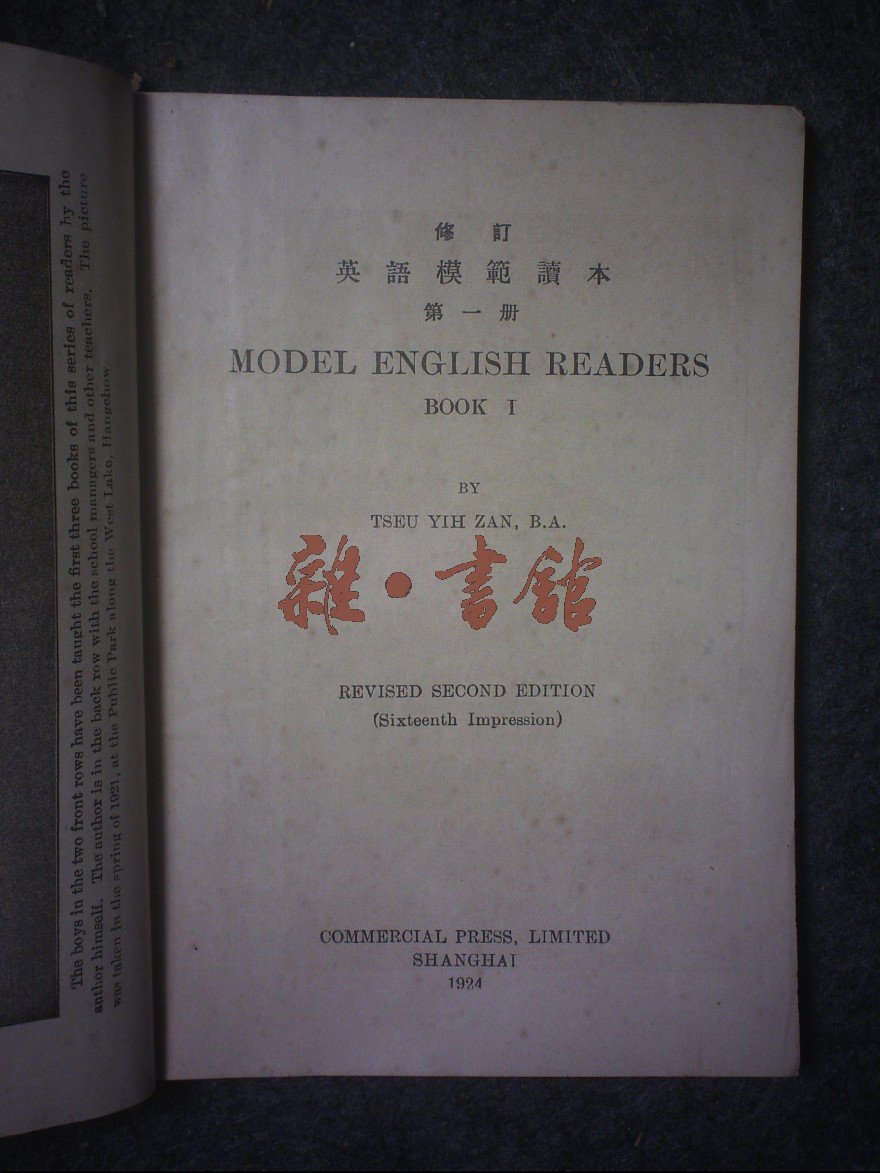 The boys in the two front rows have been taught the first three books of this series of readers by the
author himself. The author is in the back row with the school managers and other teachers. The picture
was taken in the spring of 1921, at the Public Park along the West Lake, Hangchow
修訂
英語模範讀本
第一册
MODEL ENGLISH READERS
BOOK I
BY
TSEU YIH ZAN, B.A.
雜·書館
REVISED SECOND EDITION
(Sixteenth Impression)
COMMERCIAL PRESS, LIMITED
SHANGHAI
1924